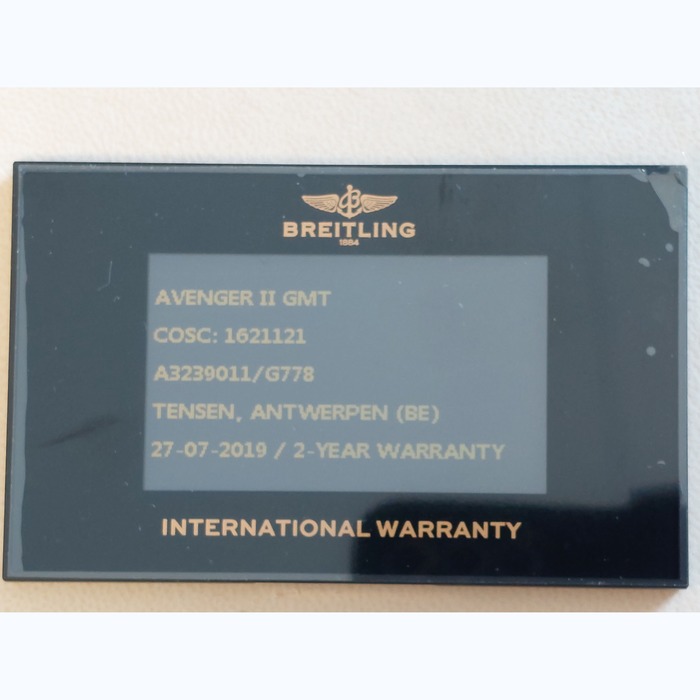 BREITLING
1884
AVENGER II GMT
COSC: 1621121
A3239011/G778
TENSEN, ANTWERPEN (BE)
27-07-2019 / 2-YEAR WARRANTY
INTERNATIONAL WARRANTY